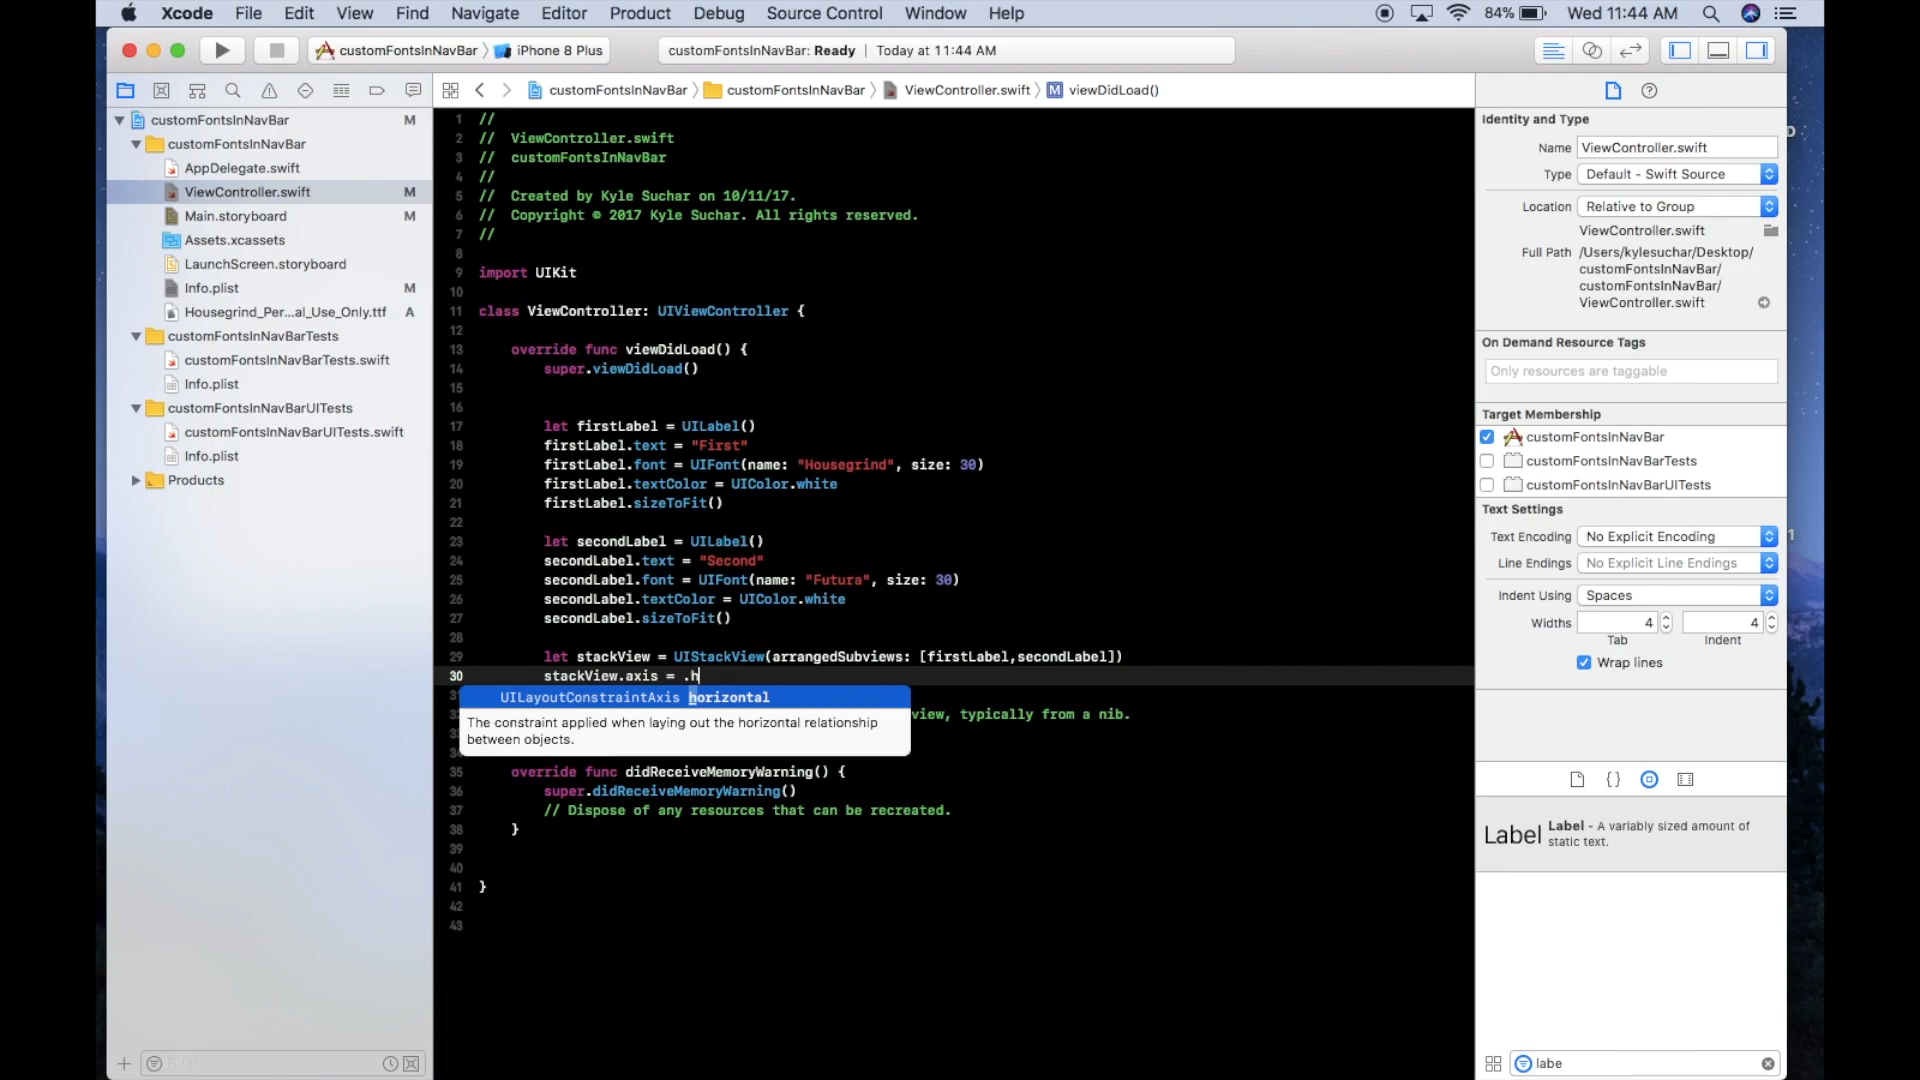 Xcode File Edit View Find Navigate Editor Product Debug Source Control Window Help 84% Wed 11:44 AM
customFontsInNavBar iPhone 8 Plus
customFontsInNavBar: Ready | Today at 11:44 AM
customFontsInNavBar customFontsInNavBar ViewController.swift M viewDidLoad()
customFontsInNavBar M
customFontsInNavBar
AppDelegate.swift
ViewController.swift M
Main.storyboard M
Assets.xcassets
LaunchScreen.storyboard
Info.plist M
Housegrind_Per...al_Use_Only.ttf A
customFontsInNavBarTests
customFontsInNavBarTests.swift
Info.plist
customFontsInNavBarUITests
customFontsInNavBarUITests.swift
Info.plist
Products
1 //
2 // ViewController.swift
3 // customFontsInNavBar
4 //
5 // Created by Kyle Suchar on 10/11/17.
6 // Copyright © 2017 Kyle Suchar. All rights reserved.
7 //
8
9 import UIKit
10
11 class ViewController: UIViewController {
12
13 override func viewDidLoad() {
14 super.viewDidLoad()
15
16
17 let firstLabel = UILabel()
18 firstLabel.text = "First"
19 firstLabel.font = UIFont(name: "Housegrind", size: 30)
20 firstLabel.textColor = UIColor.white
21 firstLabel.sizeToFit()
22
23 let secondLabel = UILabel()
24 secondLabel.text = "Second"
25 secondLabel.font = UIFont(name: "Futura", size: 30)
26 secondLabel.textColor = UIColor.white
27 secondLabel.sizeToFit()
28
29 let stackView = UIStackView(arrangedSubviews: [firstLabel,secondLabel])
30 stackView.axis = .h
UILayoutConstraintAxis horizontal
view, typically from a nib.
The constraint applied when laying out the horizontal relationship
between objects.
35 override func didReceiveMemoryWarning() {
36 super.didReceiveMemoryWarning()
37 // Dispose of any resources that can be recreated.
38 }
39
40
41 }
42
43
Identity and Type
Name ViewController.swift
Type Default - Swift Source
Location Relative to Group
ViewController.swift
Full Path /Users/kylesuchar/Desktop/
customFontsInNavBar/
customFontsInNavBar/
ViewController.swift
On Demand Resource Tags
Only resources are taggable
Target Membership
customFontsInNavBar
customFontsInNavBarTests
customFontsInNavBarUITests
Text Settings
Text Encoding No Explicit Encoding
Line Endings No Explicit Line Endings
Indent Using Spaces
Widths 4 4
Tab Indent
Wrap lines
Label Label - A variably sized amount of
static text.
labe